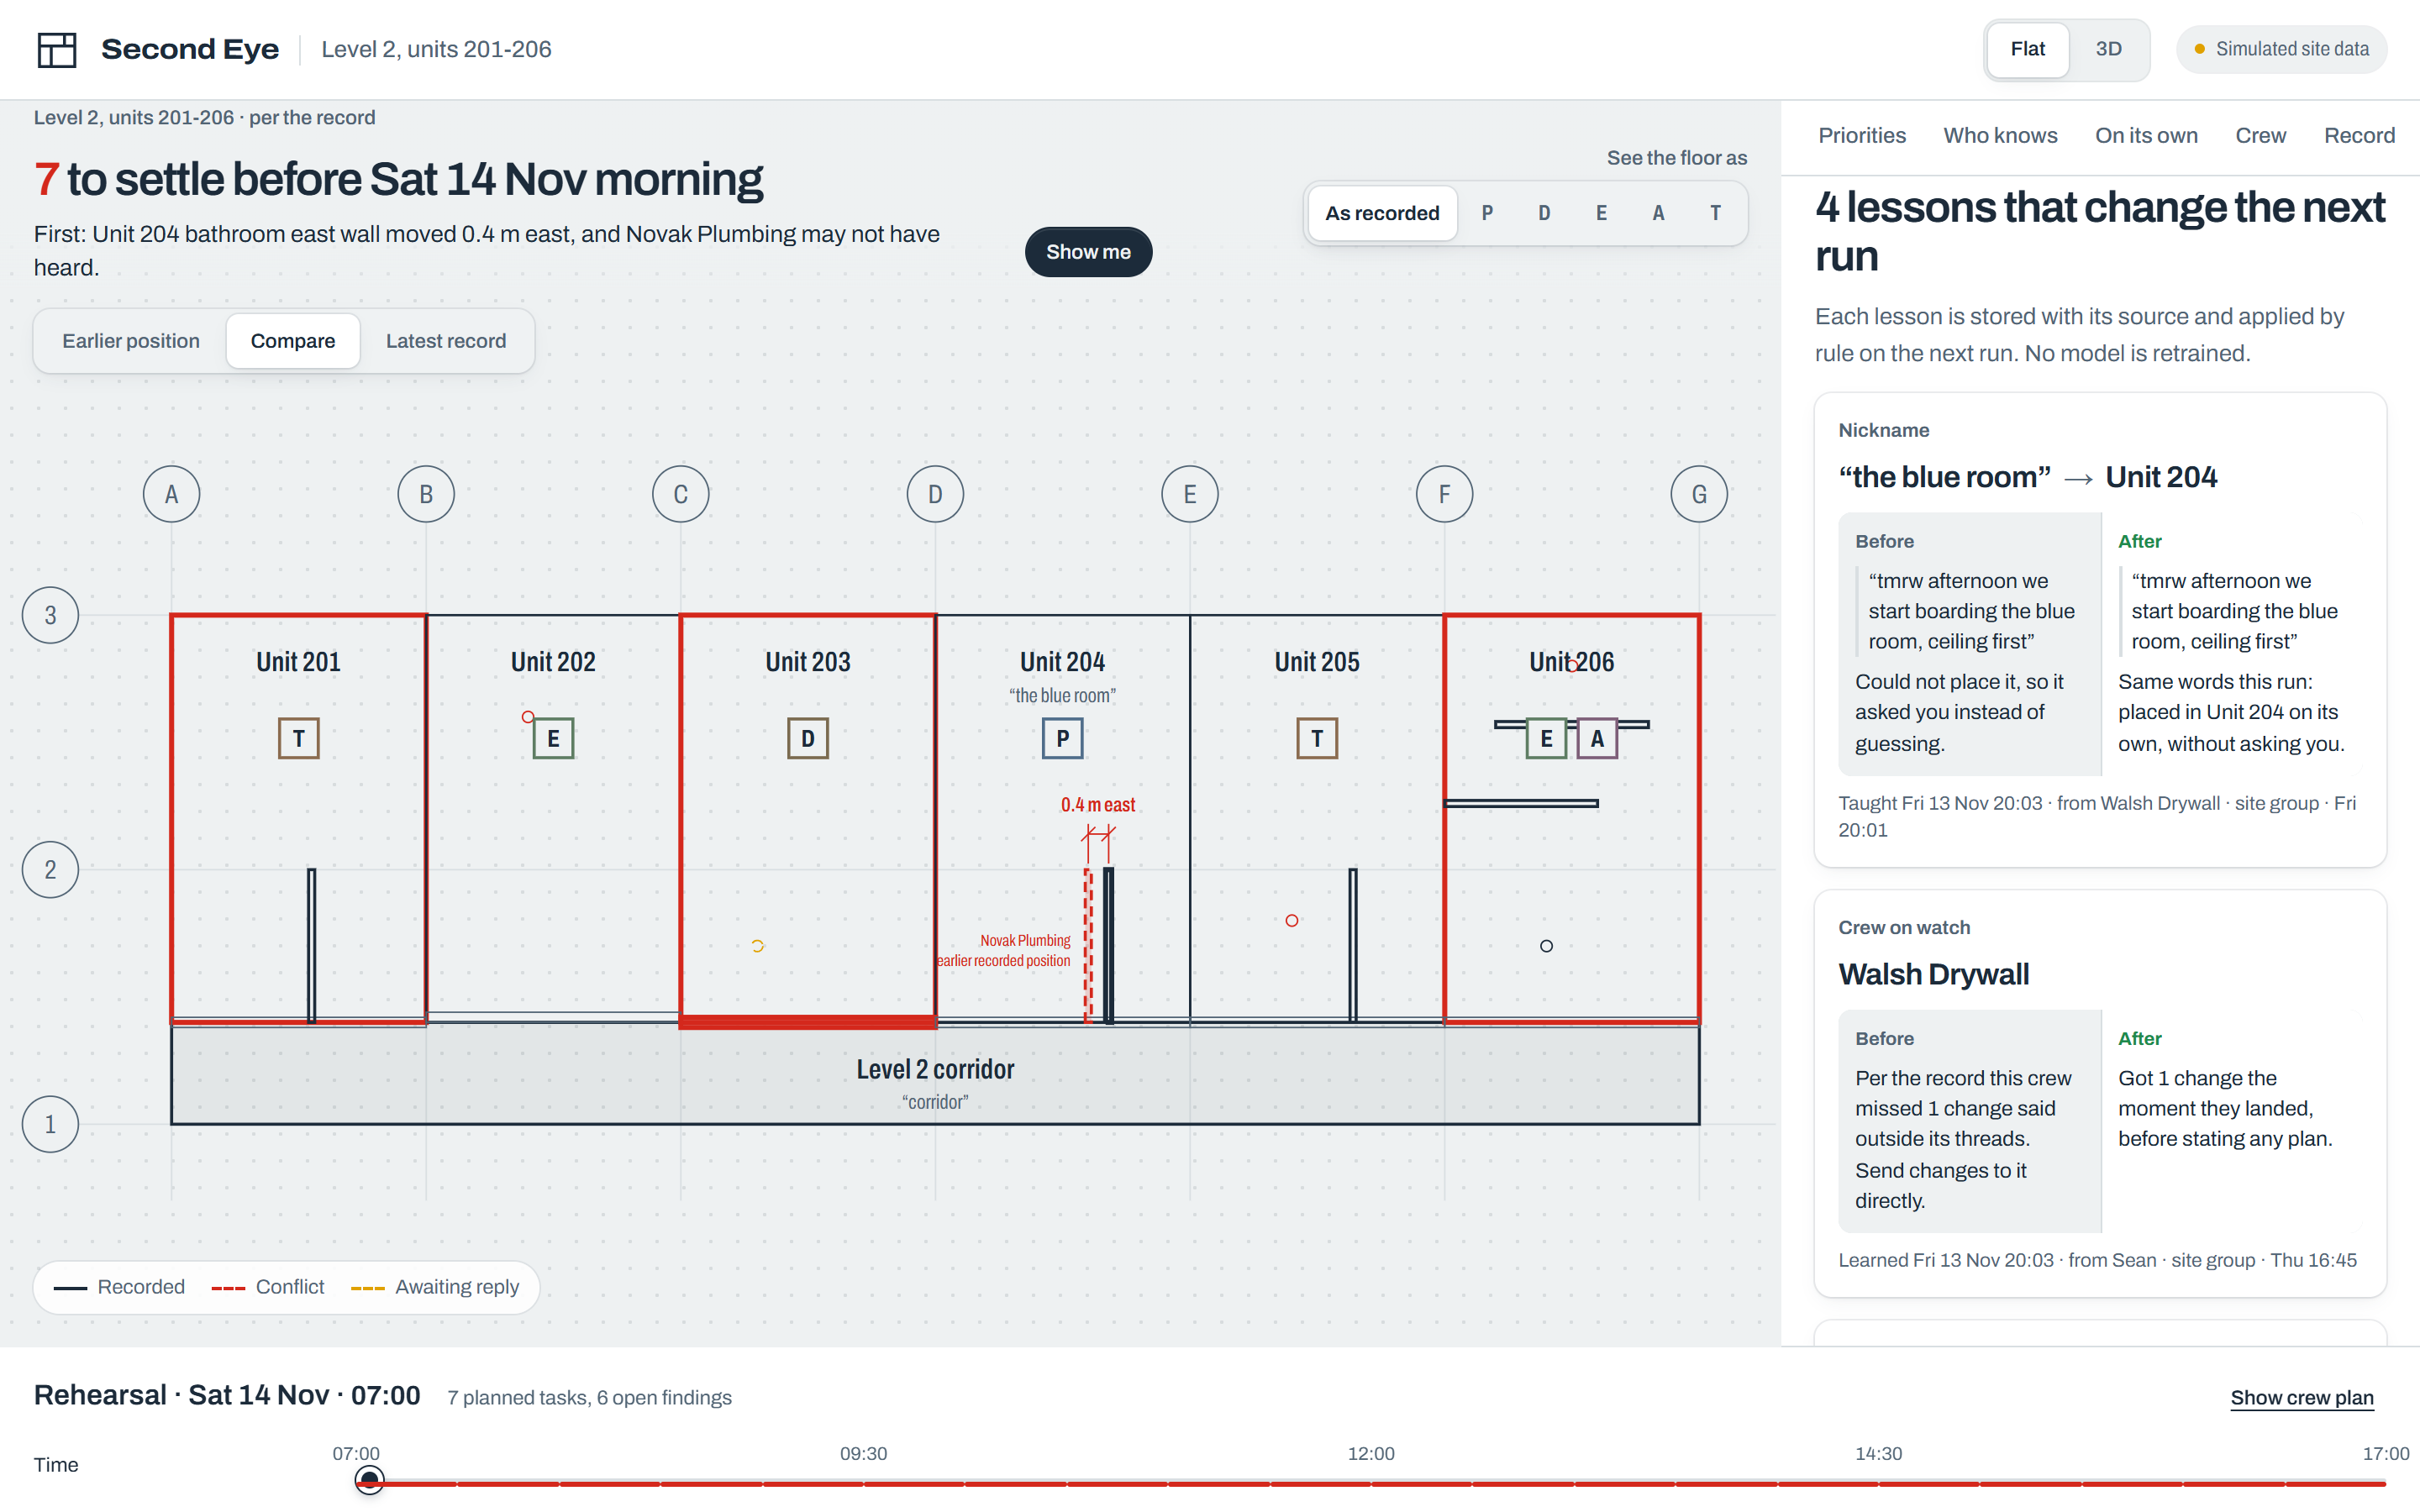 Second Eye
Level 2, units 201-206
Flat
3D
Simulated site data
Level 2, units 201-206 · per the record
7 to settle before Sat 14 Nov morning
First: Unit 204 bathroom east wall moved 0.4 m east, and Novak Plumbing may not have
heard.
Show me
See the floor as
As recorded
P
D
E
A
T
Earlier position
Compare
Latest record
A
B
C
D
E
F
G
3
2
1
Unit 201
Unit 202
Unit 203
Unit 204
Unit 205
Unit 206
“the blue room”
T
E
D
P
T
E
A
0.4 m east
Novak Plumbing
earlier recorded position
Level 2 corridor
“corridor”
Recorded
Conflict
Awaiting reply
Priorities
Who knows
On its own
Crew
Record
4 lessons that change the next
run
Each lesson is stored with its source and applied by
rule on the next run. No model is retrained.
Nickname
“the blue room” → Unit 204
Before
“tmrw afternoon we
start boarding the blue
room, ceiling first”
Could not place it, so it
asked you instead of
guessing.
After
“tmrw afternoon we
start boarding the blue
room, ceiling first”
Same words this run:
placed in Unit 204 on its
own, without asking you.
Taught Fri 13 Nov 20:03 · from Walsh Drywall · site group · Fri
20:01
Crew on watch
Walsh Drywall
Before
Per the record this crew
missed 1 change said
outside its threads.
Send changes to it
directly.
After
Got 1 change the
moment they landed,
before stating any plan.
Learned Fri 13 Nov 20:03 · from Sean · site group · Thu 16:45
Rehearsal · Sat 14 Nov · 07:00
7 planned tasks, 6 open findings
Show crew plan
Time
07:00
09:30
12:00
14:30
17:00